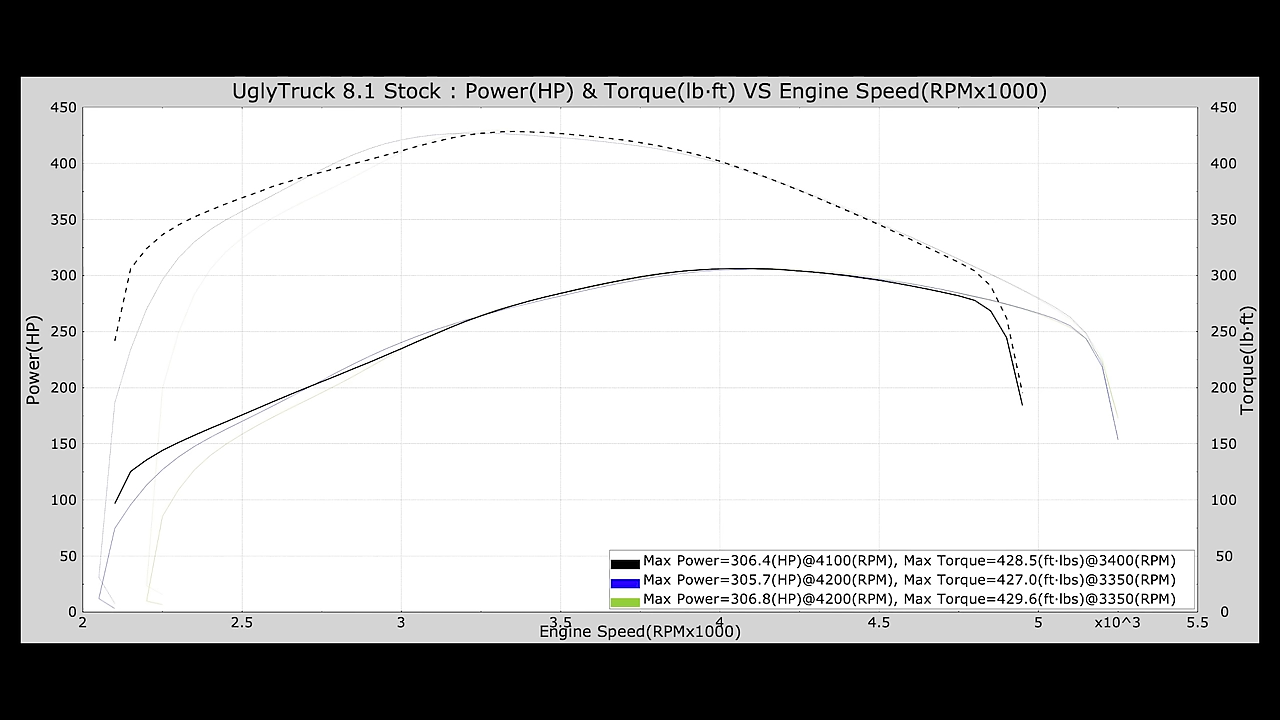 UglyTruck 8.1 Stock : Power(HP) & Torque(lb·ft) VS Engine Speed(RPMx1000)
450 450
400 400
350 350
300 300
250 250
200 200
150 150
100 100
50 50
0 0
Power(HP)
Torque(lb·ft)
Max Power=306.4(HP)@4100(RPM), Max Torque=428.5(ft·lbs)@3400(RPM)
Max Power=305.7(HP)@4200(RPM), Max Torque=427.0(ft·lbs)@3350(RPM)
Max Power=306.8(HP)@4200(RPM), Max Torque=429.6(ft·lbs)@3350(RPM)
2 2.5 3 3.5 4 4.5 5 x10^3 5.5
Engine Speed(RPMx1000)